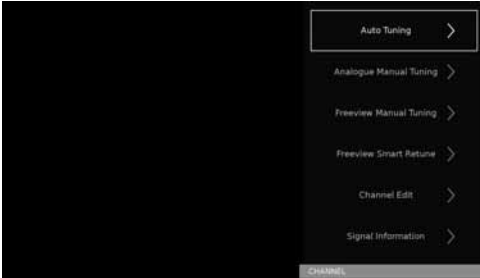 Auto Tuning
Analogue Manual Tuning
Freeview Manual Tuning
Freeview Smart Retune
Channel Edit
Signal Information
CHANNEL